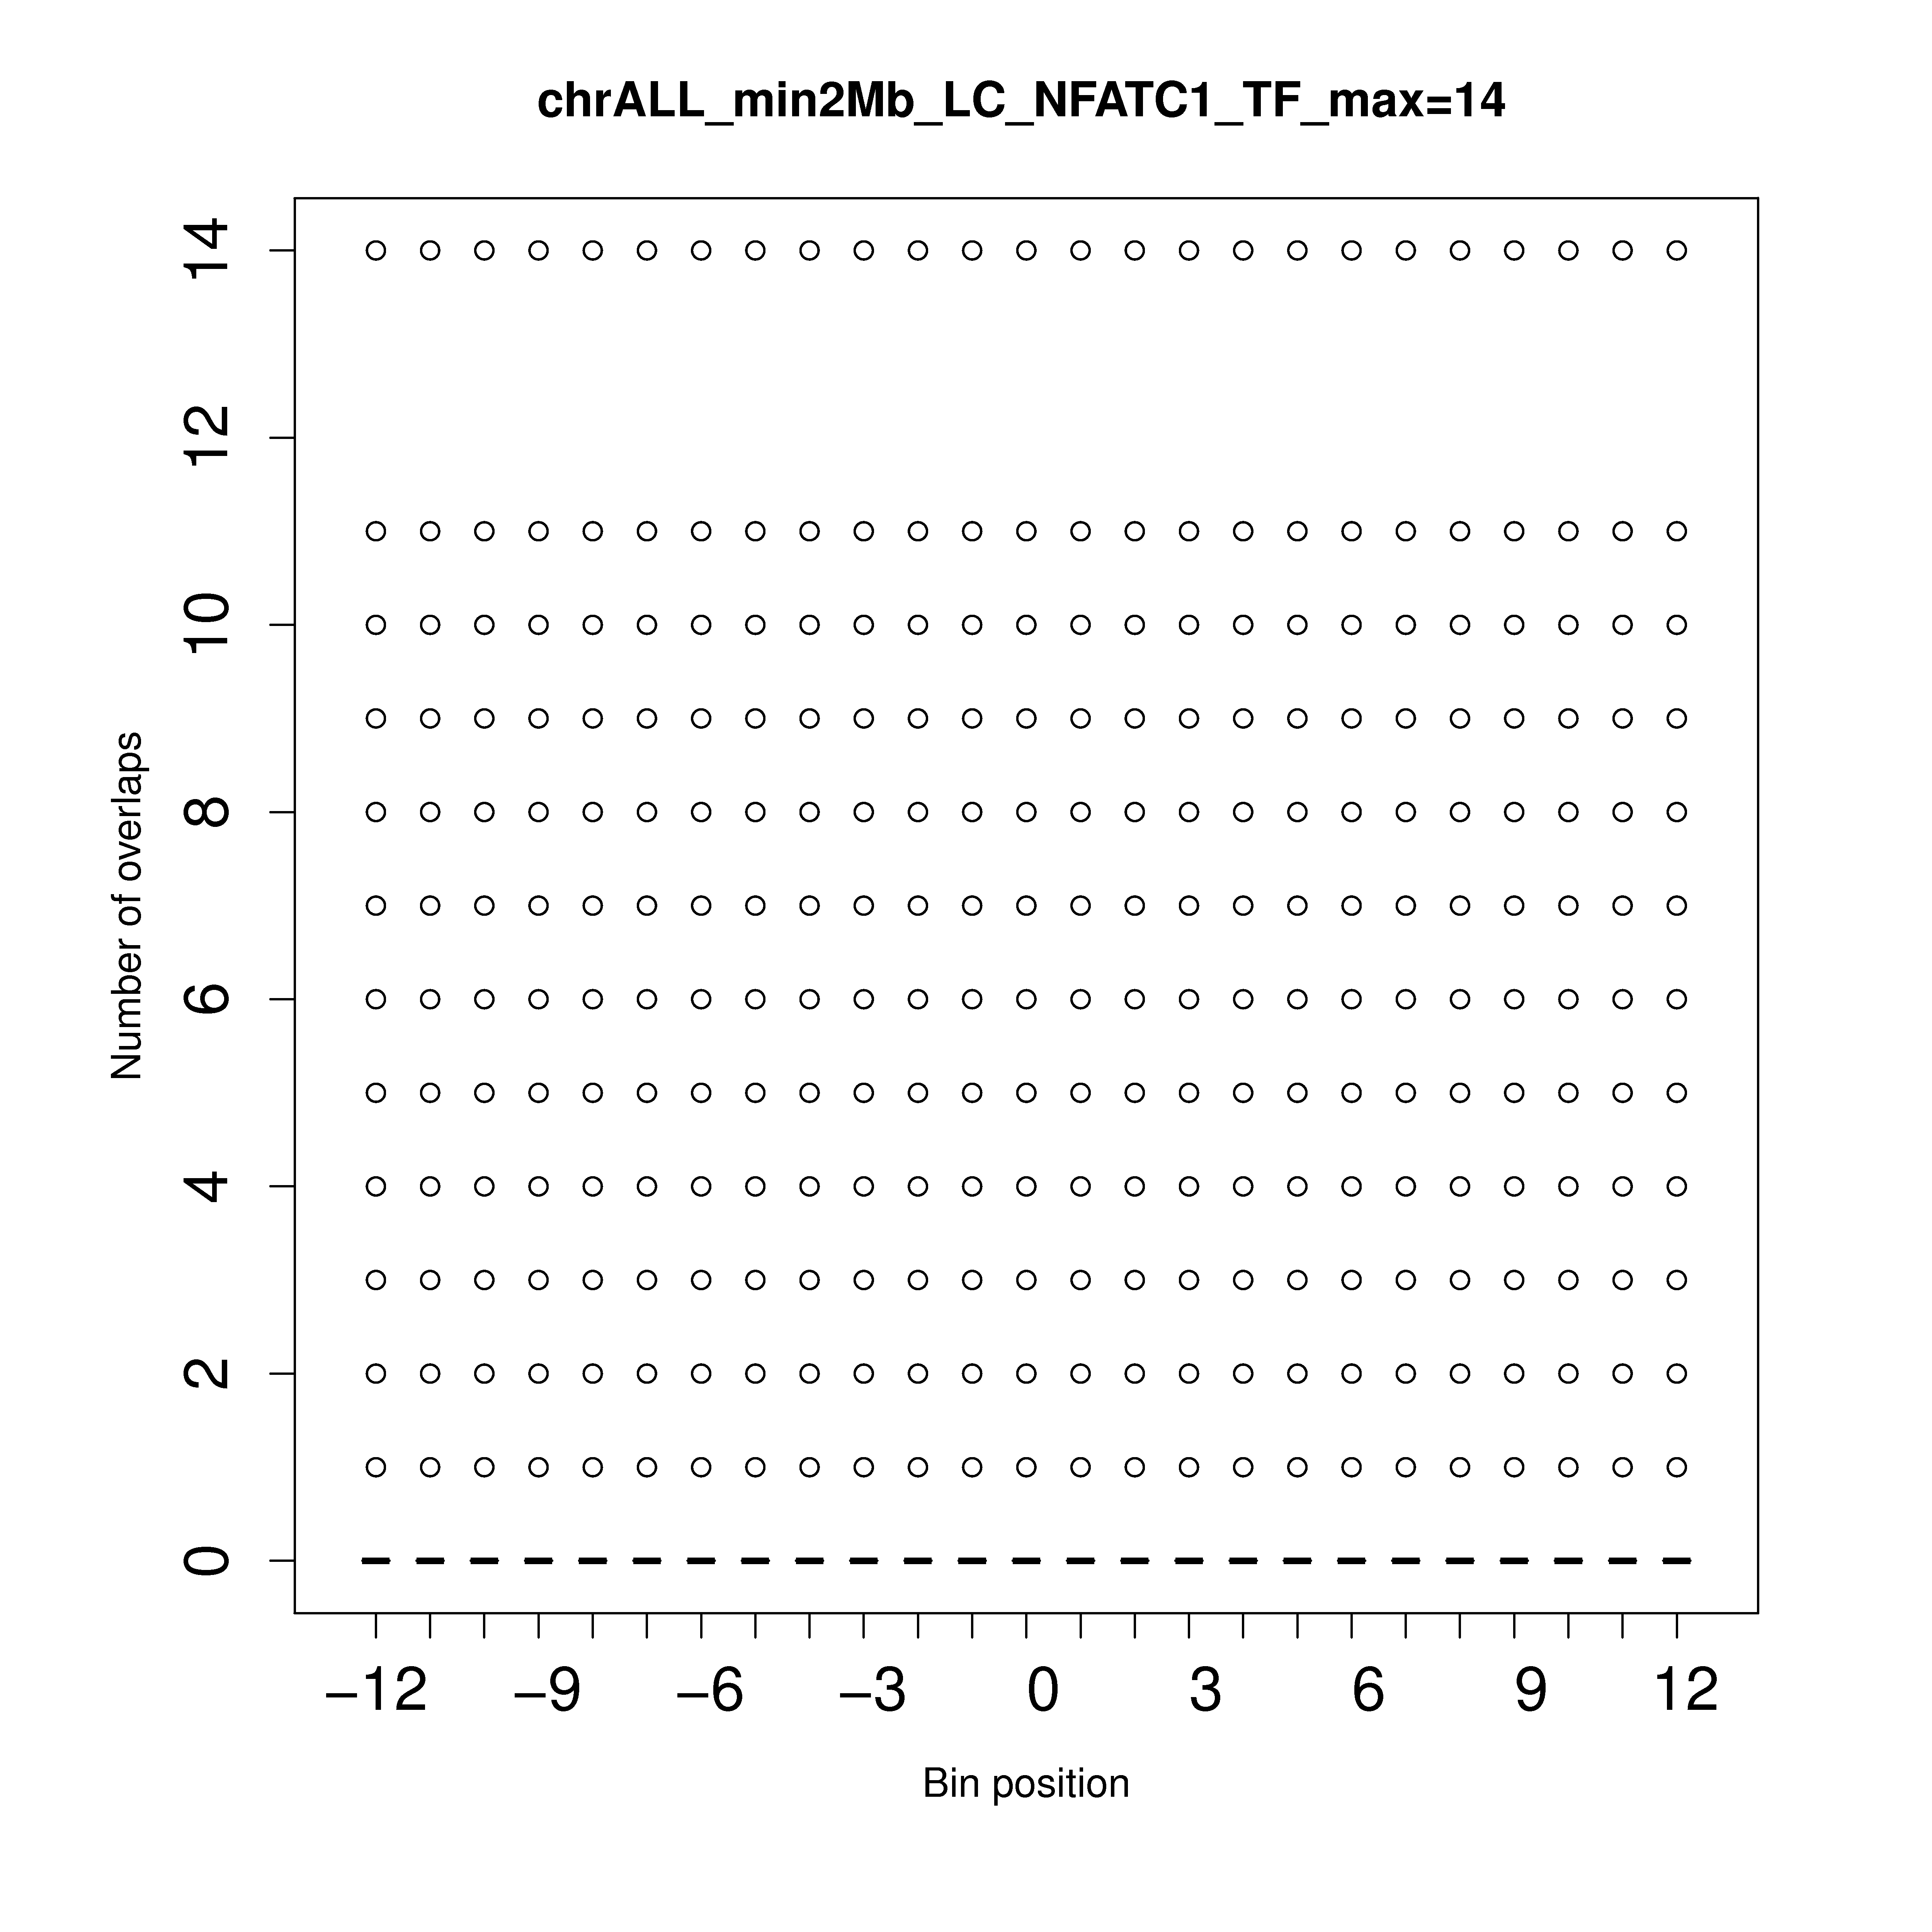 chrALL_min2Mb_LC_NFATC1_TF_max=14
14
12
10
8
6
4
2
0
Number of overlaps
−12 −9 −6 −3 0 3 6 9 12
Bin position